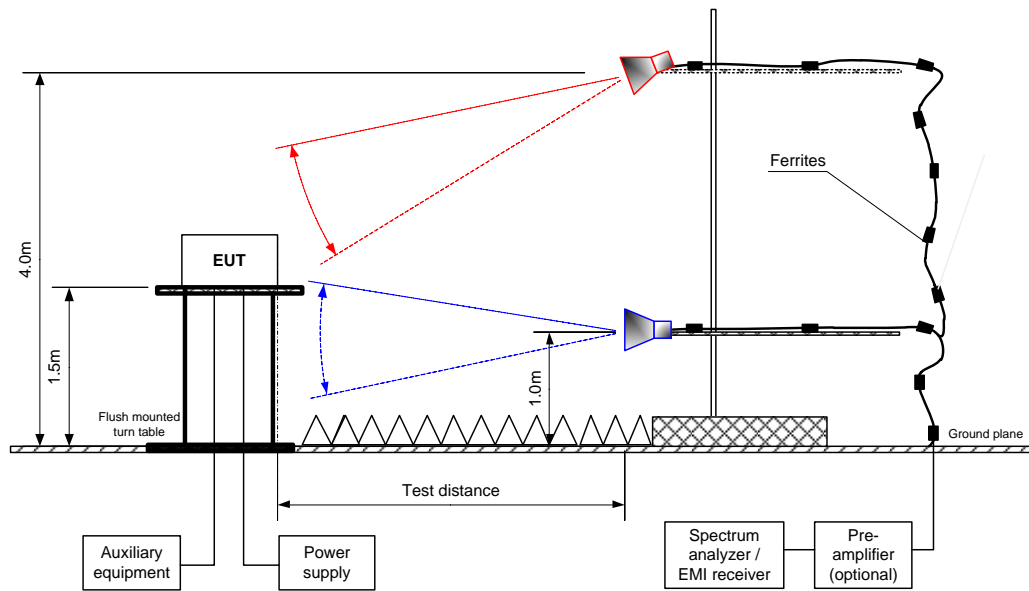 Ferrites
4.0m
EUT
1.5m
1.0m
Flush mounted
turn table
Ground plane
Test distance
Auxiliary
equipment
Power
supply
Spectrum
analyzer /
EMI receiver
Pre-
amplifier
(optional)